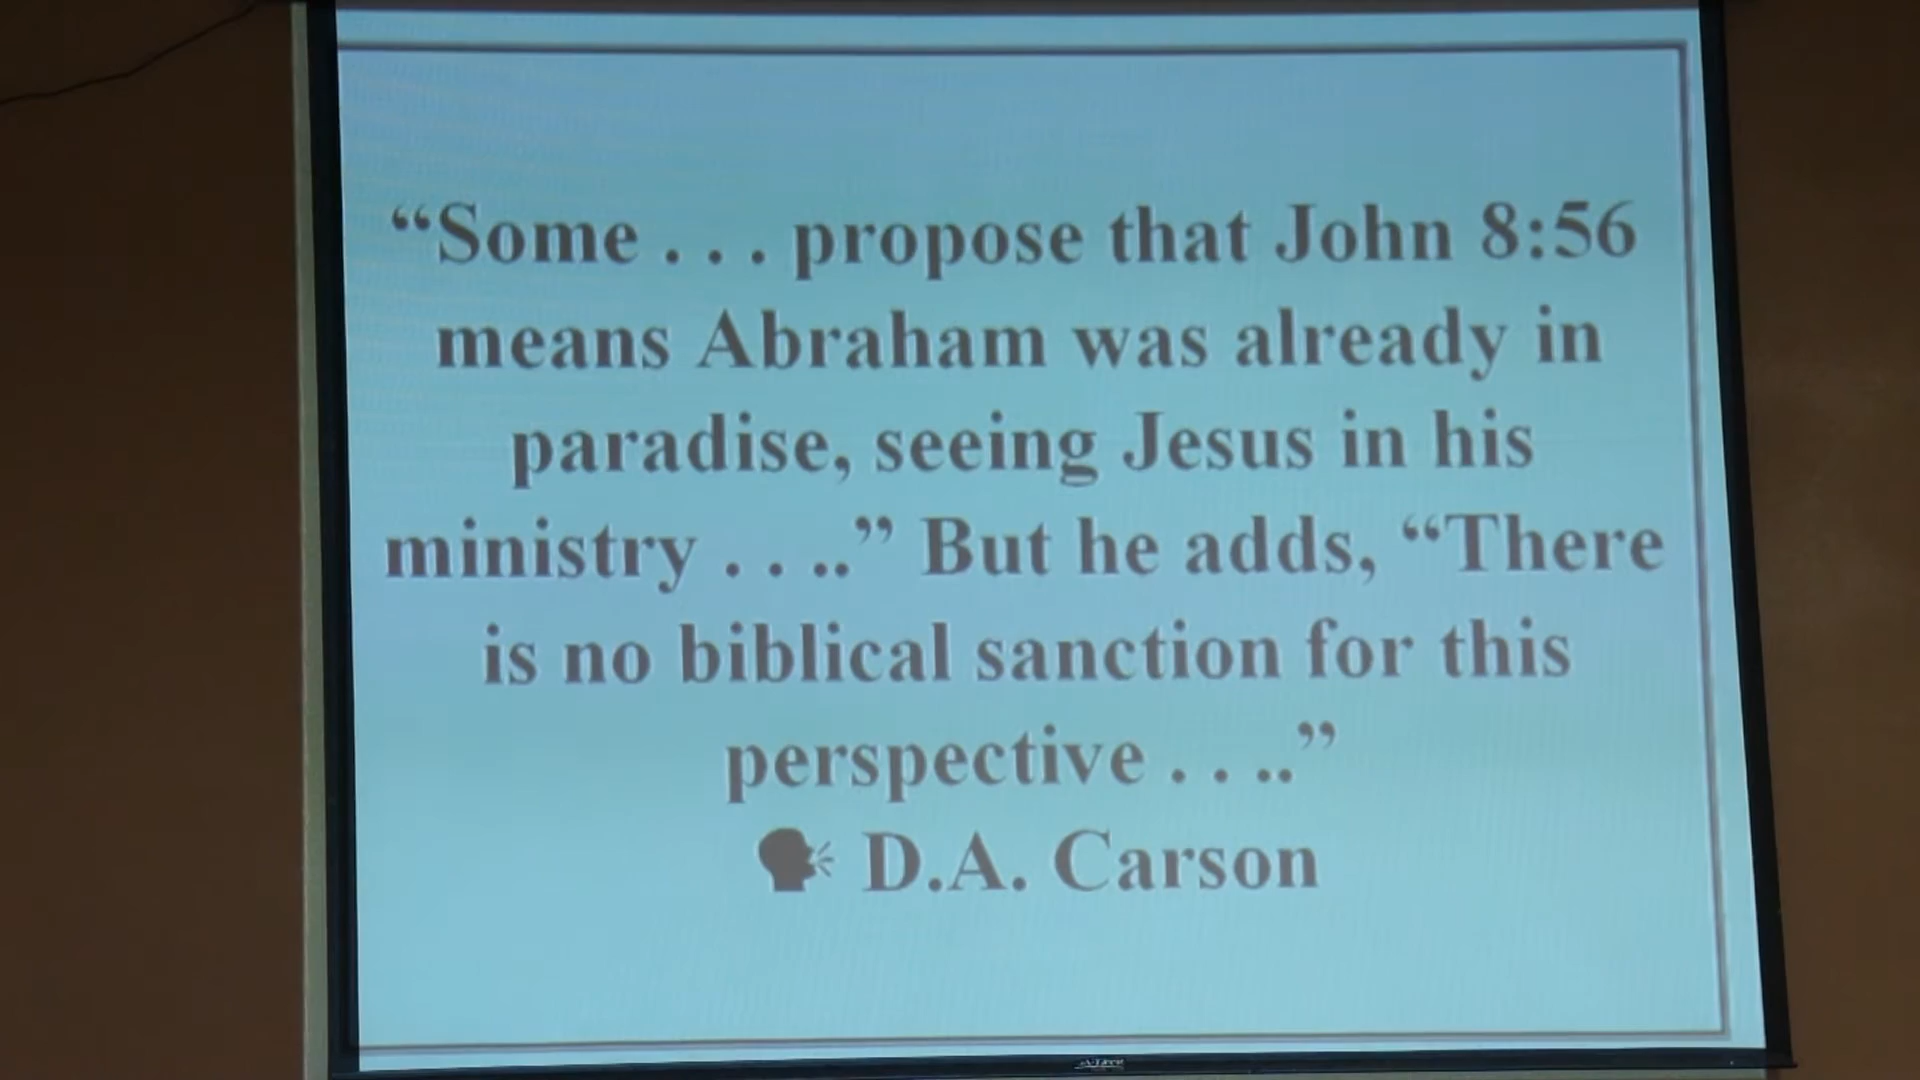 “Some . . . propose that John 8:56
means Abraham was already in
paradise, seeing Jesus in his
ministry . . ..” But he adds, “There
is no biblical sanction for this
perspective . . ..”
🗣 D.A. Carson